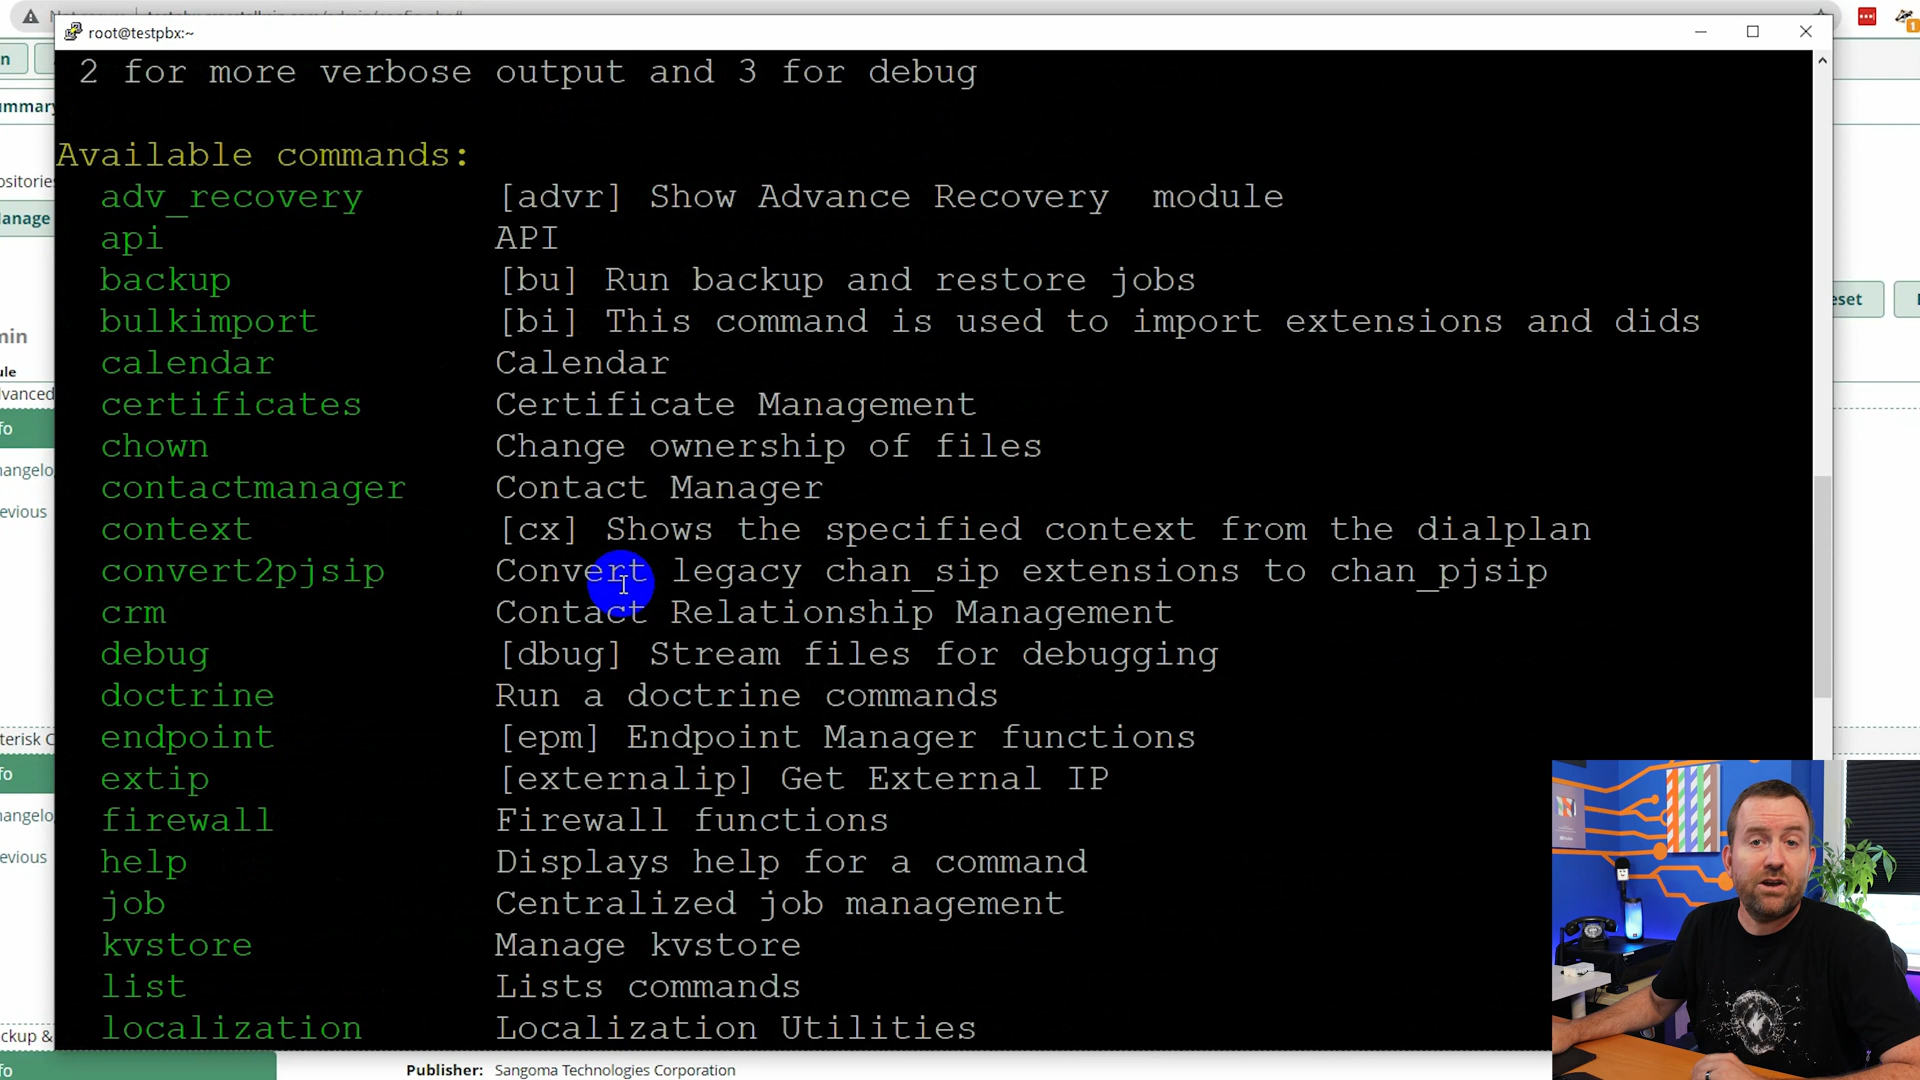 root@testpbx:~
2 for more verbose output and 3 for debug
Available commands:
adv_recovery [advr] Show Advance Recovery  module
api API
backup [bu] Run backup and restore jobs
bulkimport [bi] This command is used to import extensions and dids
calendar Calendar
certificates Certificate Management
chown Change ownership of files
contactmanager Contact Manager
context [cx] Shows the specified context from the dialplan
convert2pjsip Convert legacy chan_sip extensions to chan_pjsip
crm Contact Relationship Management
debug [dbug] Stream files for debugging
doctrine Run a doctrine commands
endpoint [epm] Endpoint Manager functions
extip [externalip] Get External IP
firewall Firewall functions
help Displays help for a command
job Centralized job management
kvstore Manage kvstore
list Lists commands
localization Localization Utilities
Publisher: Sangoma Technologies Corporation